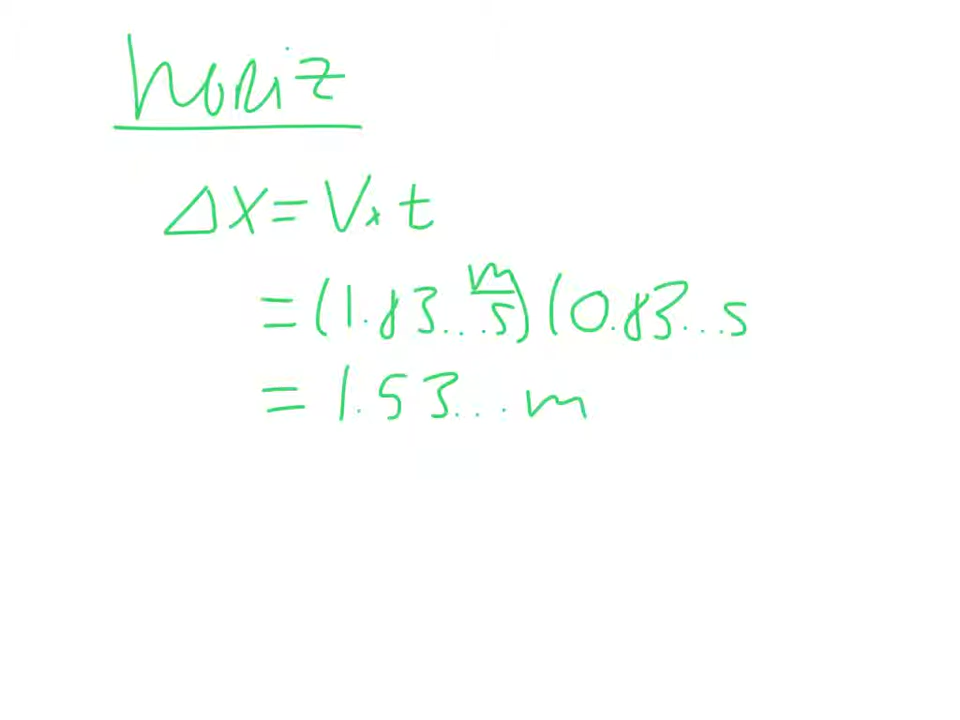 horiz
Δx = Vx t
= (1.83... m/s) (0.83... s
= 1.53... m